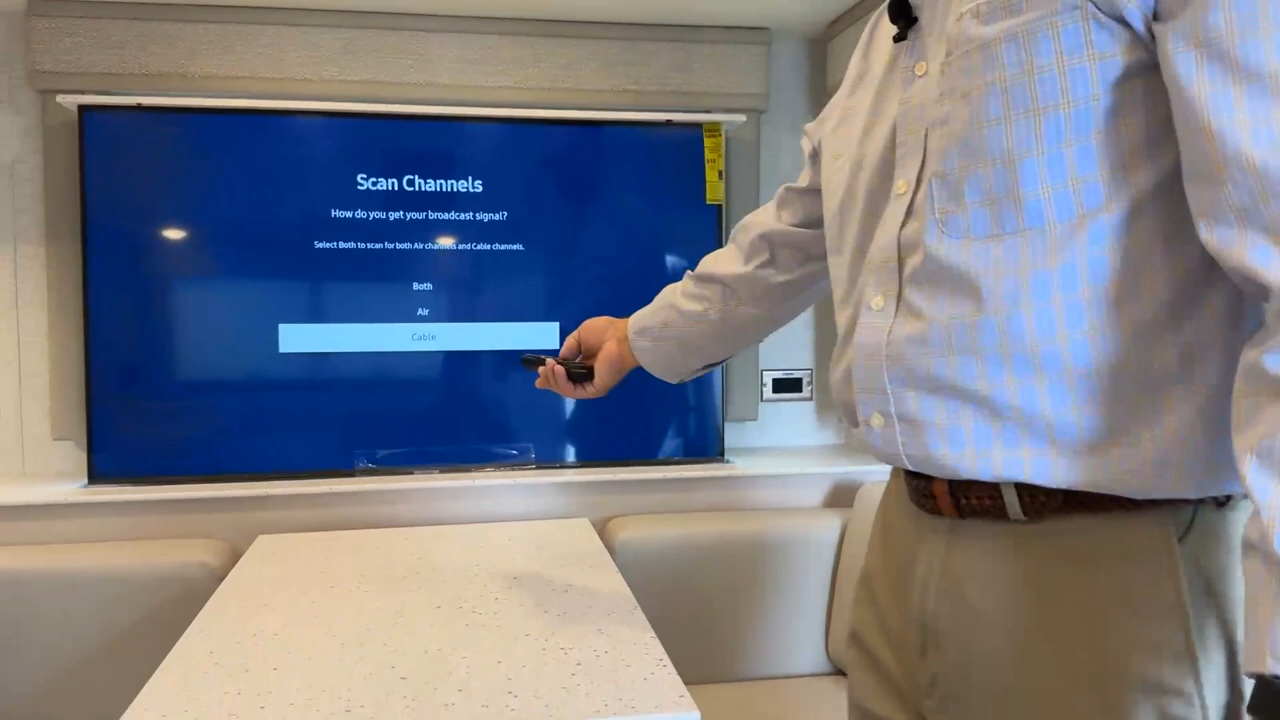 Scan Channels
How do you get your broadcast signal?
Select Both to scan for both Air channels and Cable channels.
Both
Air
Cable